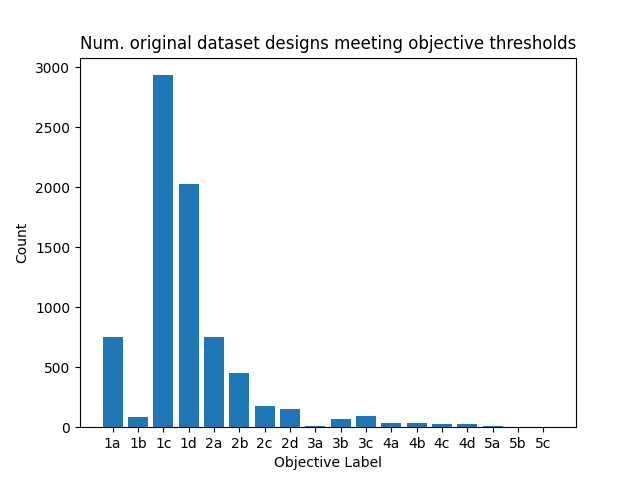 Num. original dataset designs meeting objective thresholds
3000
2500
2000
1500
1000
500
0
Count
1a 1b 1c 1d 2a 2b 2c 2d 3a 3b 3c 4a 4b 4c 4d 5a 5b 5c
Objective Label